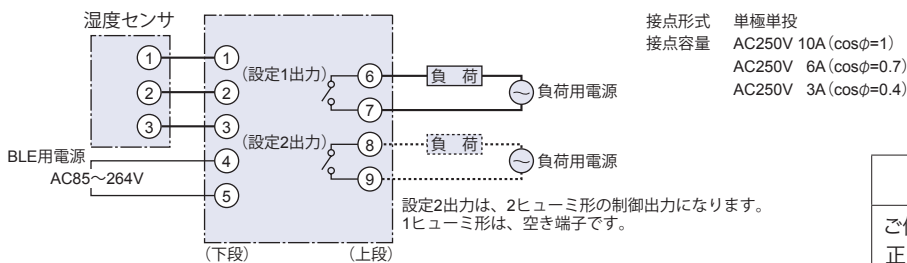 湿度センサ
① ①
② ②
③ ③
④
⑤
BLE用電源
AC85～264V
(設定1出力)
⑥ 負 荷
⑦
負荷用電源
(設定2出力)
⑧ 負 荷
⑨
負荷用電源
(下段) (上段)
設定2出力は、2ヒューミ形の制御出力になります。
1ヒューミ形は、空き端子です。
接点形式 単極単投
接点容量 AC250V 10A(cosφ=1)
AC250V 6A(cosφ=0.7)
AC250V 3A(cosφ=0.4)
正